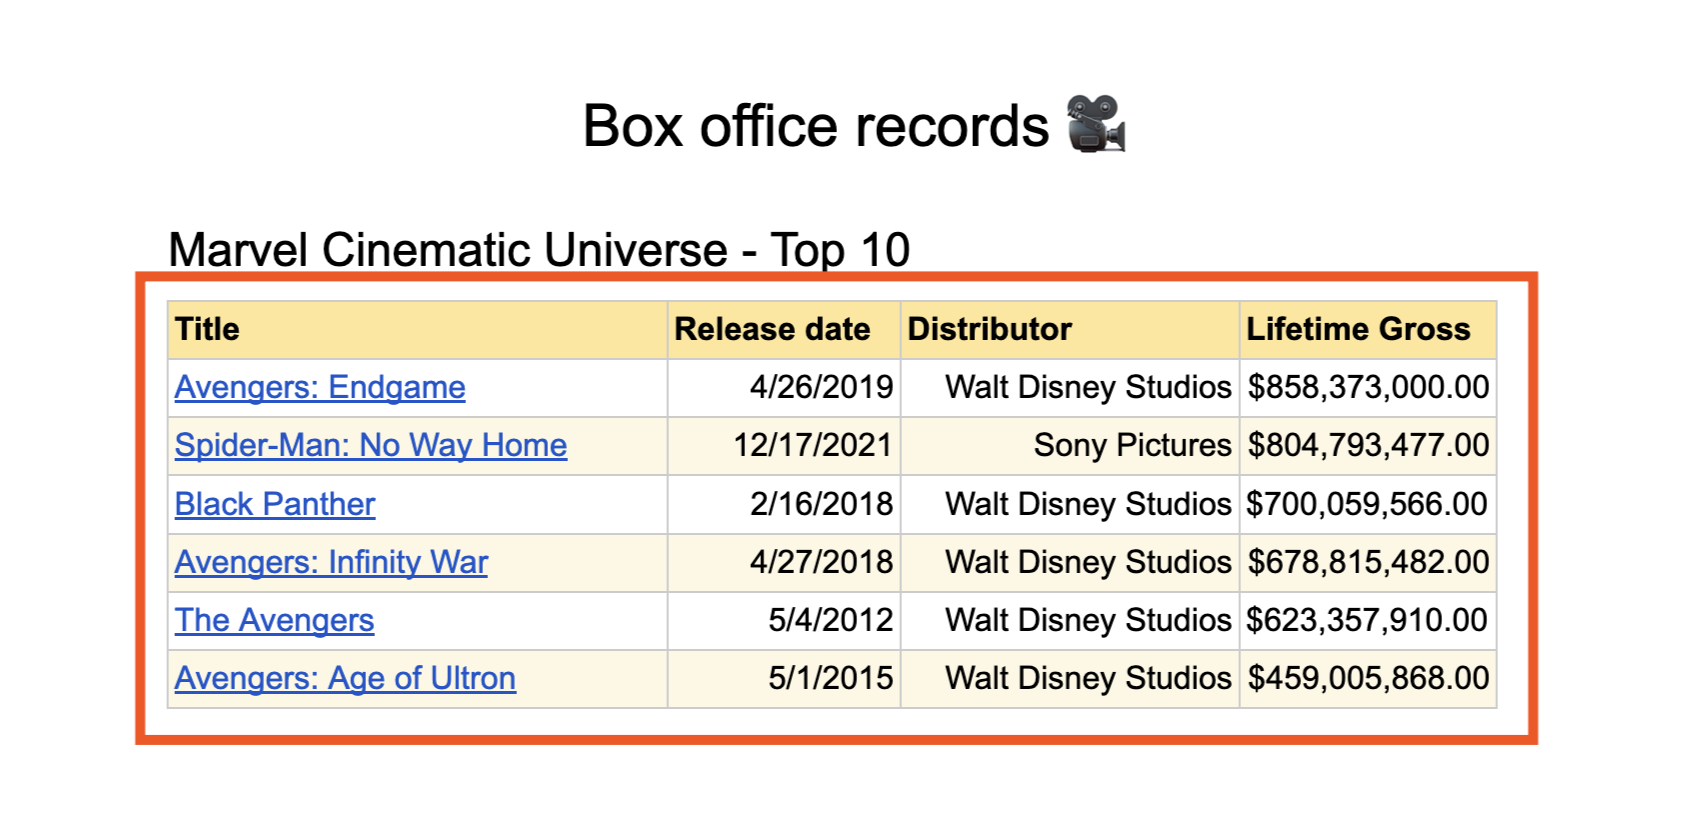 Box office records
Marvel Cinematic Universe - Top 10
Title Release date Distributor Lifetime Gross
Avengers: Endgame 4/26/2019 Walt Disney Studios $858,373,000.00
Spider-Man: No Way Home 12/17/2021 Sony Pictures $804,793,477.00
Black Panther 2/16/2018 Walt Disney Studios $700,059,566.00
Avengers: Infinity War 4/27/2018 Walt Disney Studios $678,815,482.00
The Avengers 5/4/2012 Walt Disney Studios $623,357,910.00
Avengers: Age of Ultron 5/1/2015 Walt Disney Studios $459,005,868.00